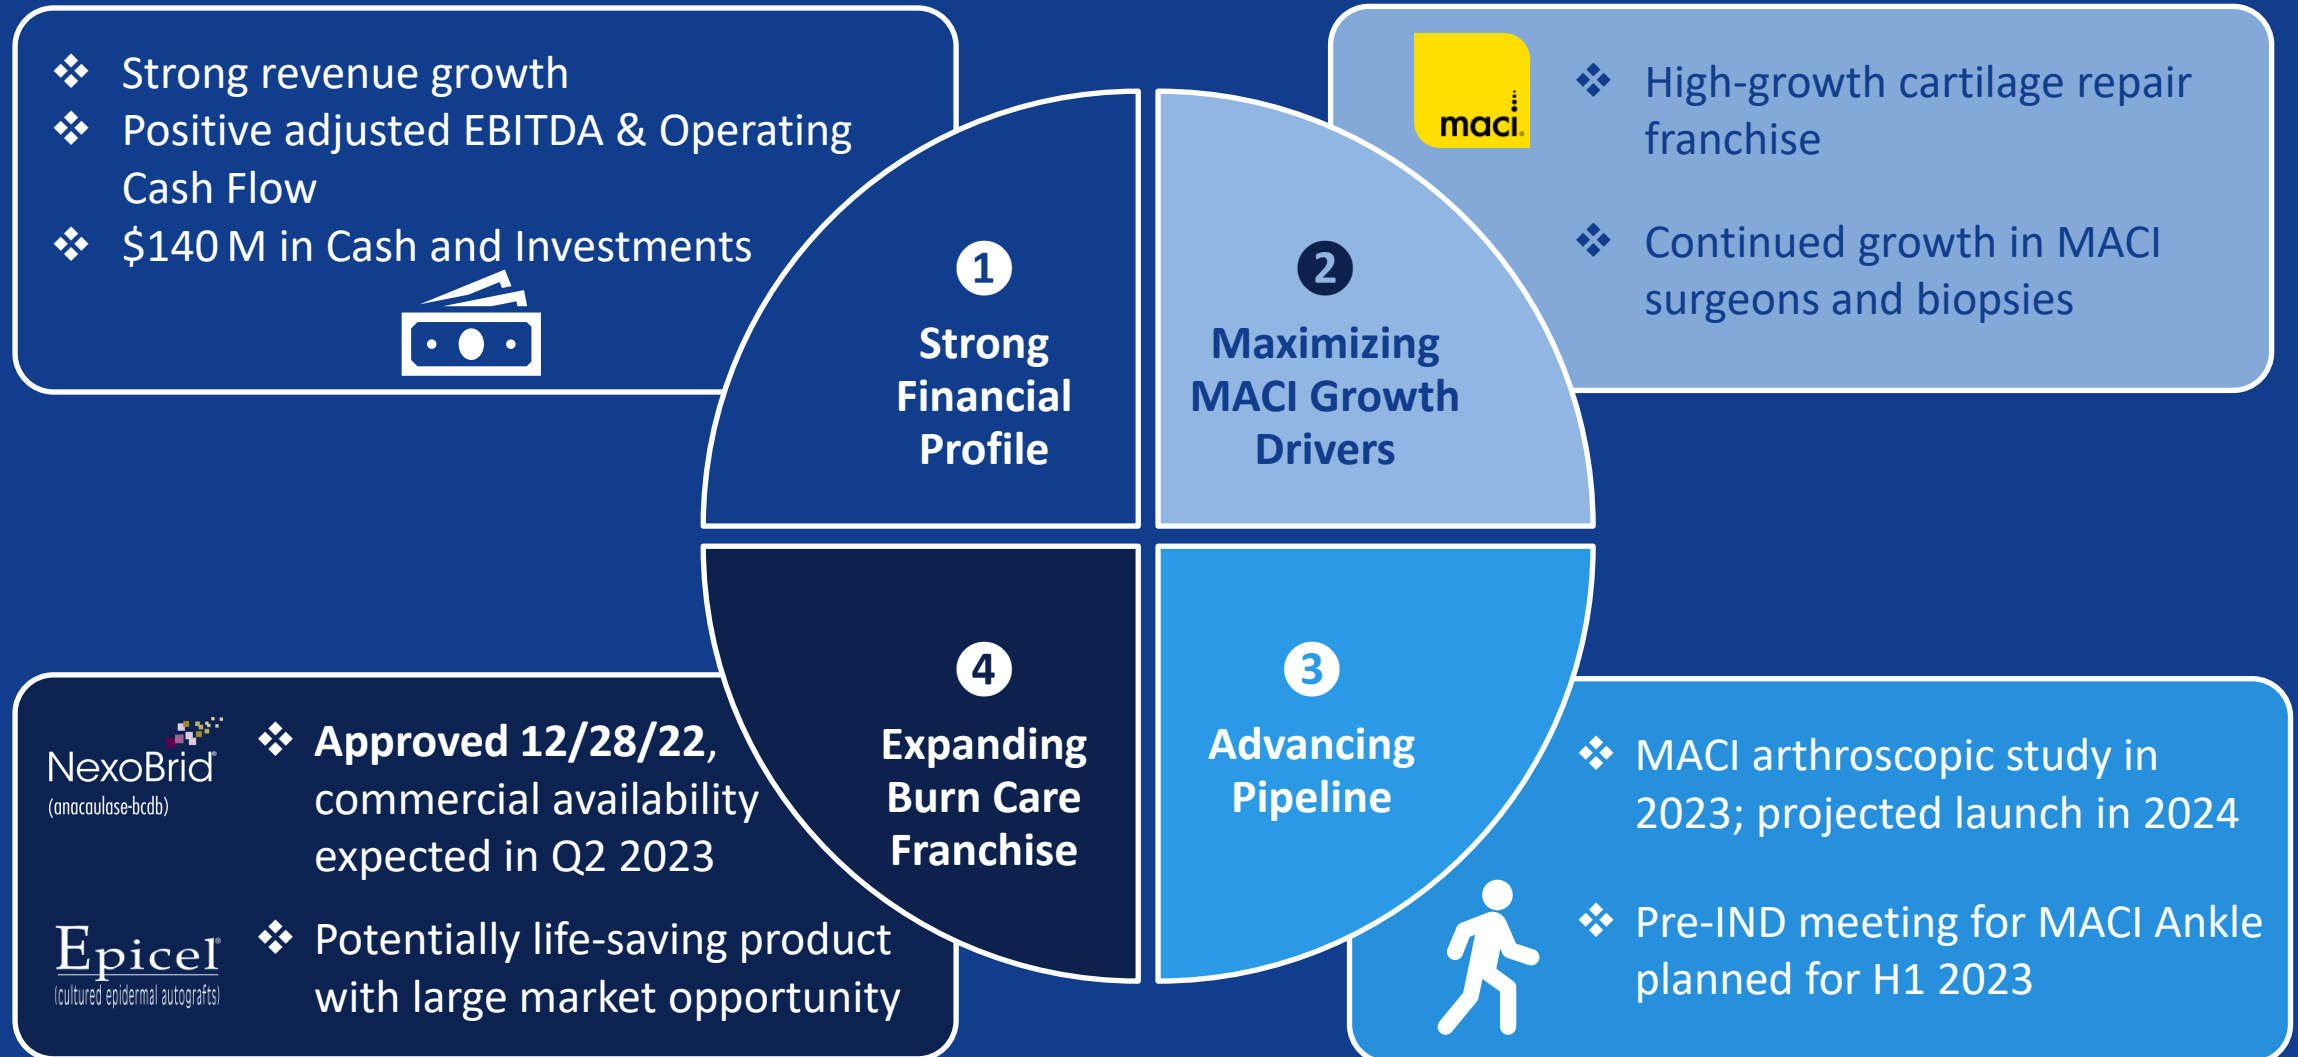 ❖ Strong revenue growth
❖ Positive adjusted EBITDA & Operating
Cash Flow
❖ $140 M in Cash and Investments
1
Strong
Financial
Profile
2
Maximizing
MACI Growth
Drivers
maci.
❖ High-growth cartilage repair
franchise
❖ Continued growth in MACI
surgeons and biopsies
3
Advancing
Pipeline
❖ MACI arthroscopic study in
2023; projected launch in 2024
❖ Pre-IND meeting for MACI Ankle
planned for H1 2023
4
Expanding
Burn Care
Franchise
NexoBrid®
(anacaulase-bcdb)
❖ Approved 12/28/22,
commercial availability
expected in Q2 2023
Epicel®
(cultured epidermal autografts)
❖ Potentially life-saving product
with large market opportunity